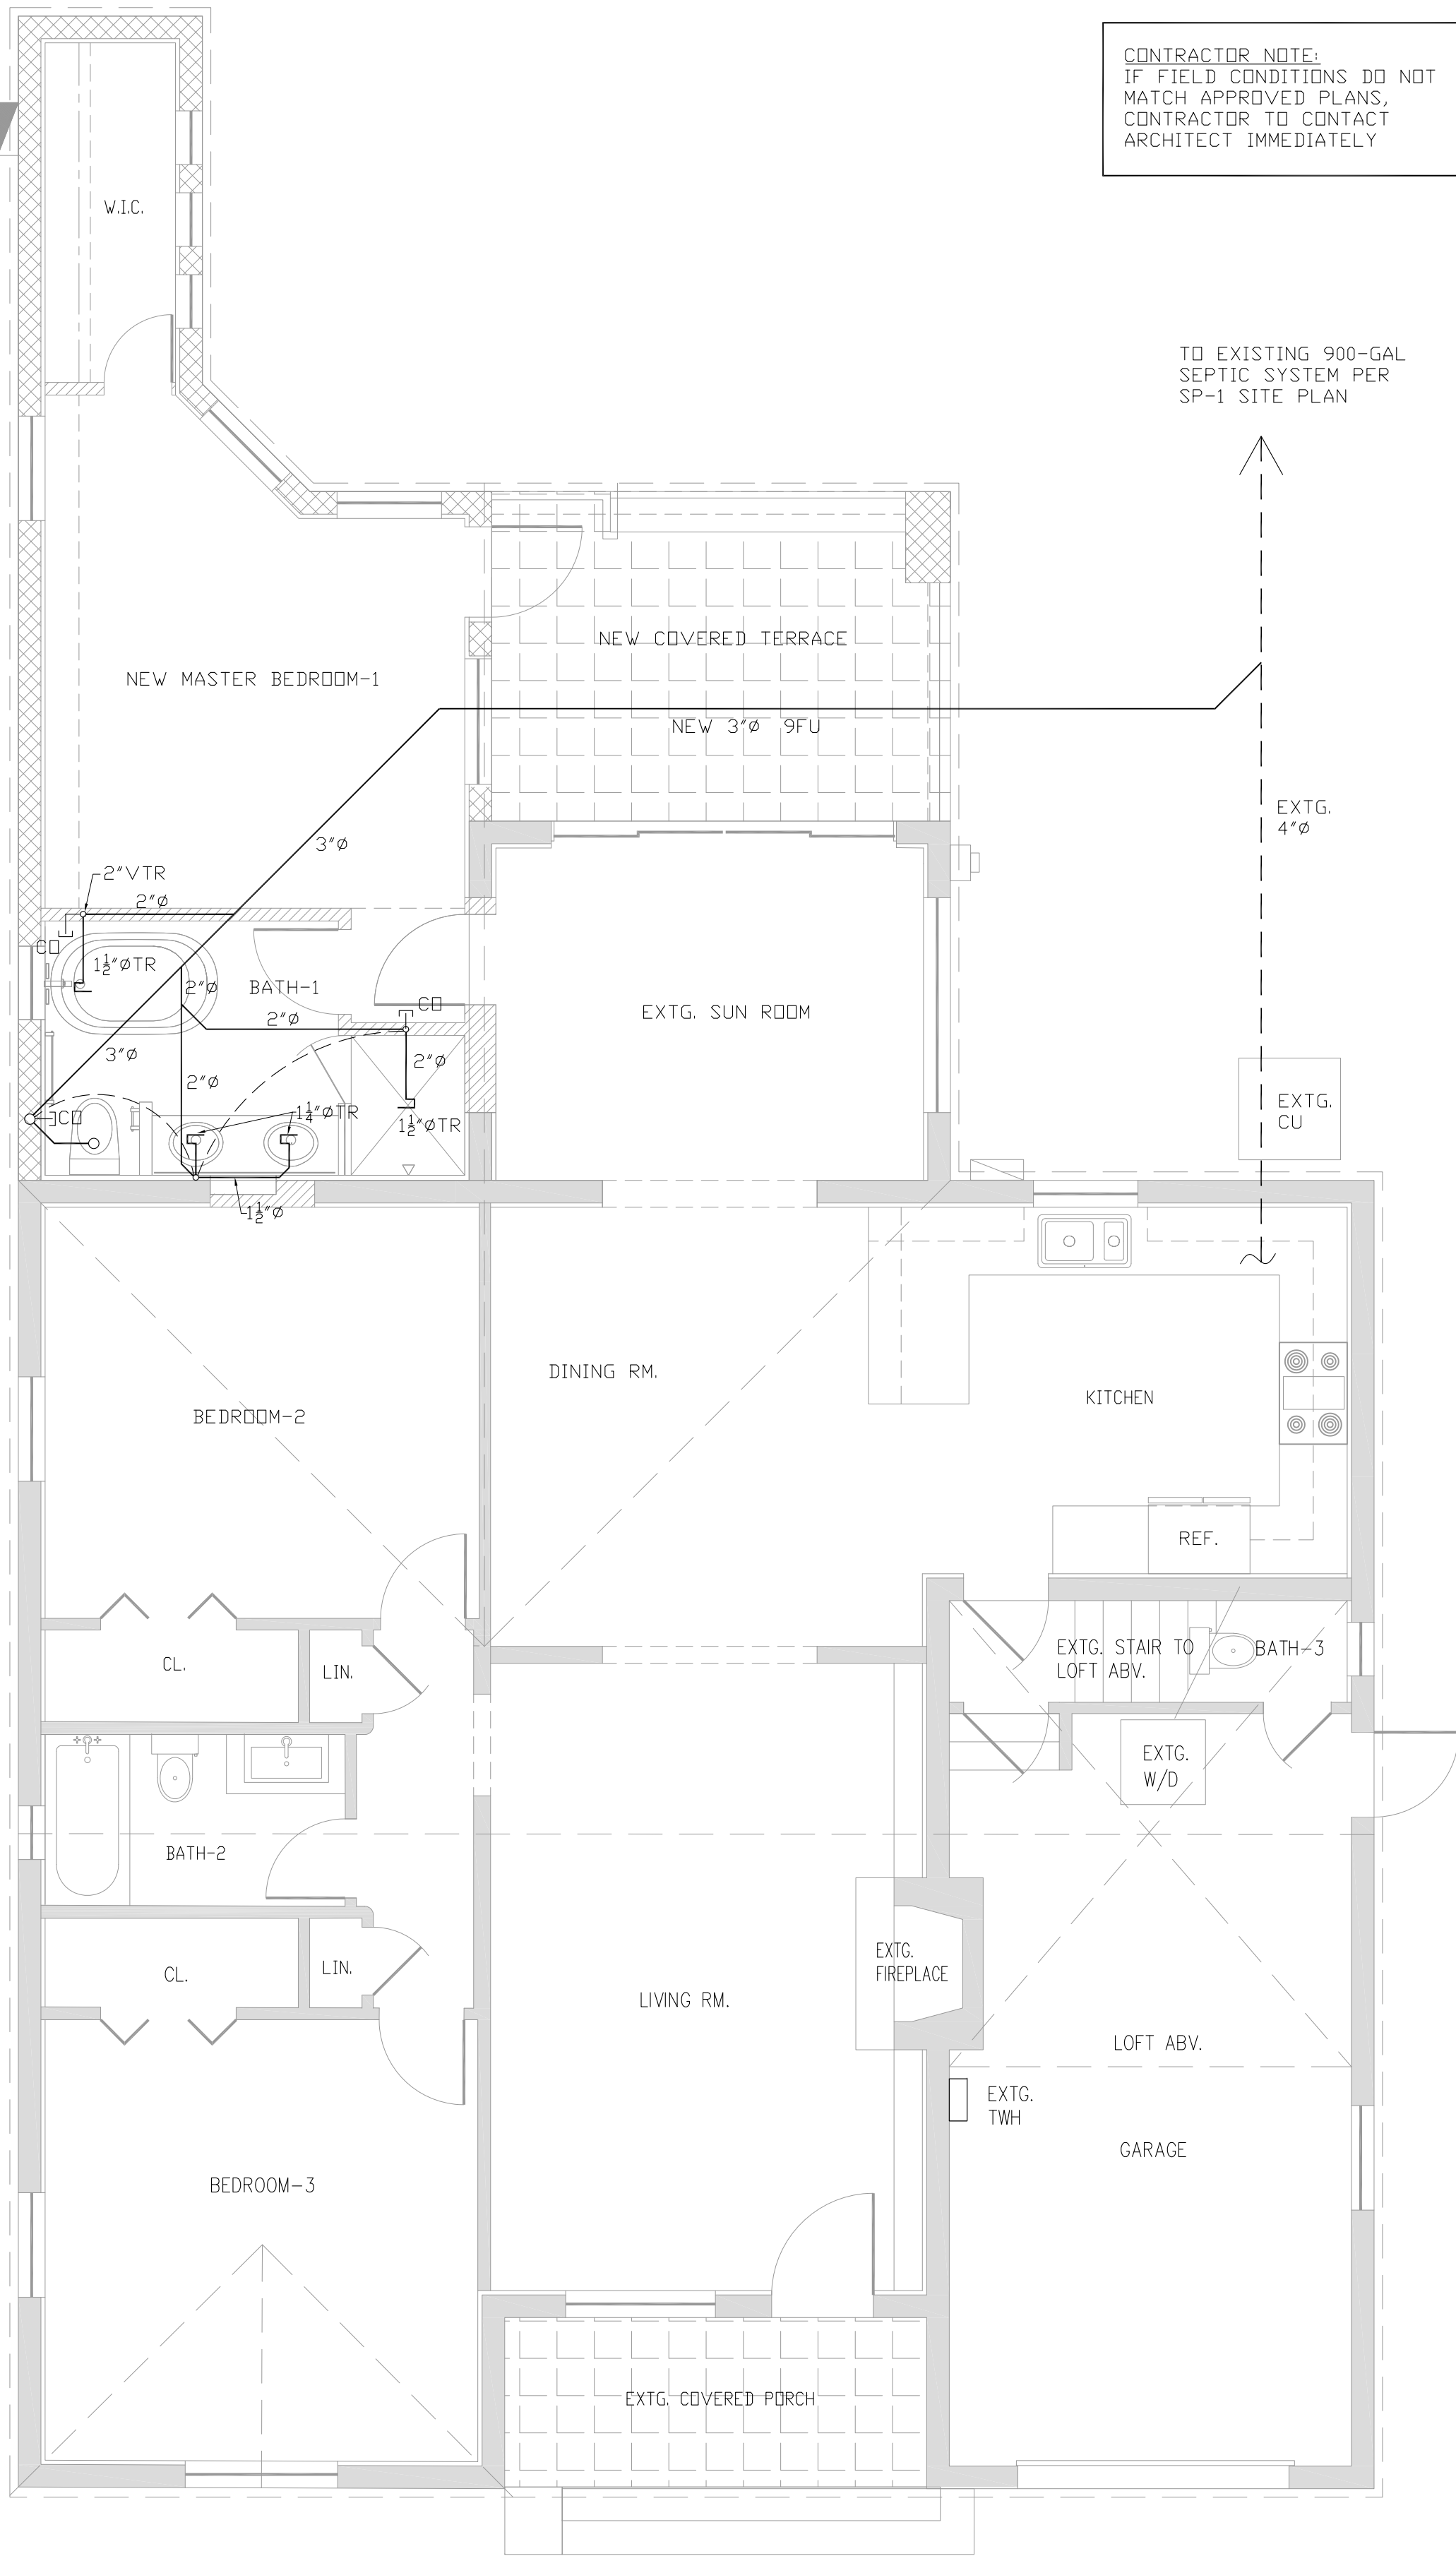 CONTRACTOR NOTE:
IF FIELD CONDITIONS DO NOT
MATCH APPROVED PLANS,
CONTRACTOR TO CONTACT
ARCHITECT IMMEDIATELY
W.I.C.
TO EXISTING 900-GAL
SEPTIC SYSTEM PER
SP-1 SITE PLAN
NEW COVERED TERRACE
NEW MASTER BEDROOM-1
NEW 3"Ø 9FU
EXTG.
4"Ø
3"Ø
2"VTR
2"Ø
CO
1½"ØTR
2"Ø
BATH-1
CO
2"Ø
EXTG. SUN ROOM
3"Ø
2"Ø
2"Ø
CO
1¼"ØTR
1½"ØTR
EXTG.
CU
1½"Ø
DINING RM.
KITCHEN
BEDROOM-2
REF.
EXTG. STAIR TO
LOFT ABV.
BATH-3
CL.
LIN.
EXTG.
W/D
BATH-2
EXTG.
FIREPLACE
CL.
LIN.
LIVING RM.
LOFT ABV.
EXTG.
TWH
GARAGE
BEDROOM-3
EXTG. COVERED PORCH